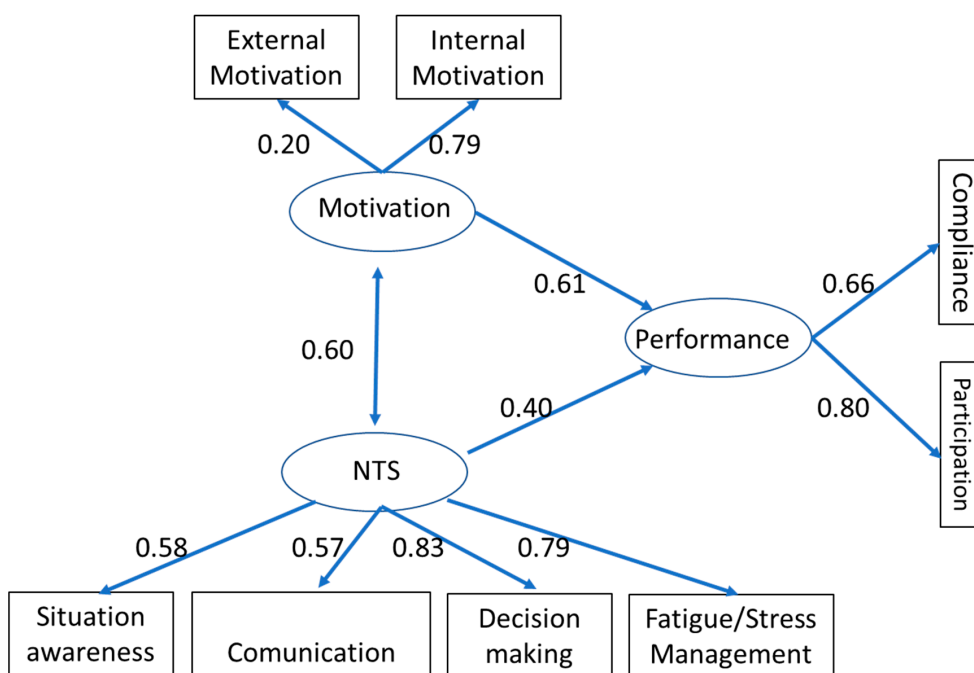 External
Motivation
Internal
Motivation
0.20
0.79
Motivation
Compliance
0.61
0.66
Performance
0.60
0.40
0.80
Participation
NTS
0.58
0.57
0.83
0.79
Situation
awareness
Comunication
Decision
making
Fatigue/Stress
Management